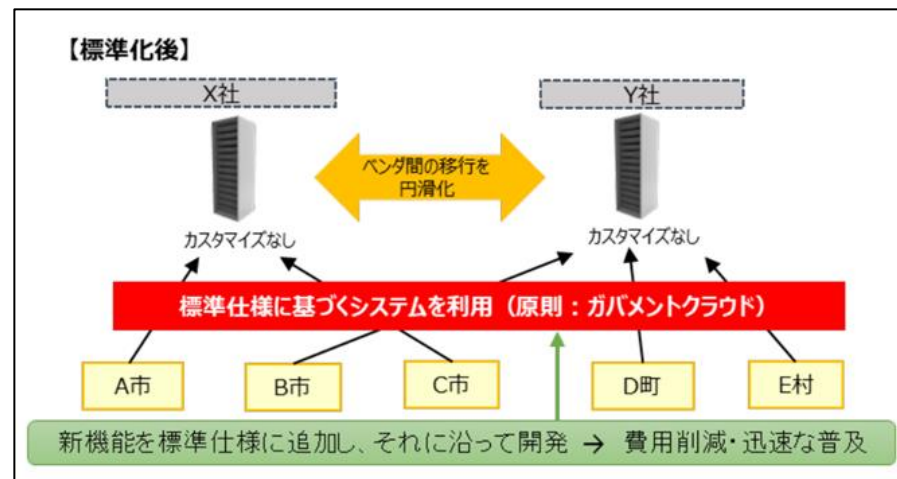 【標準化後】
X社
Y社
ベンダ間の移行を
円滑化
カスタマイズなし
カスタマイズなし
標準仕様に基づくシステムを利用（原則：ガバメントクラウド）
A市
B市
C市
D町
E村
新機能を標準仕様に追加し、それに沿って開発 → 費用削減・迅速な普及